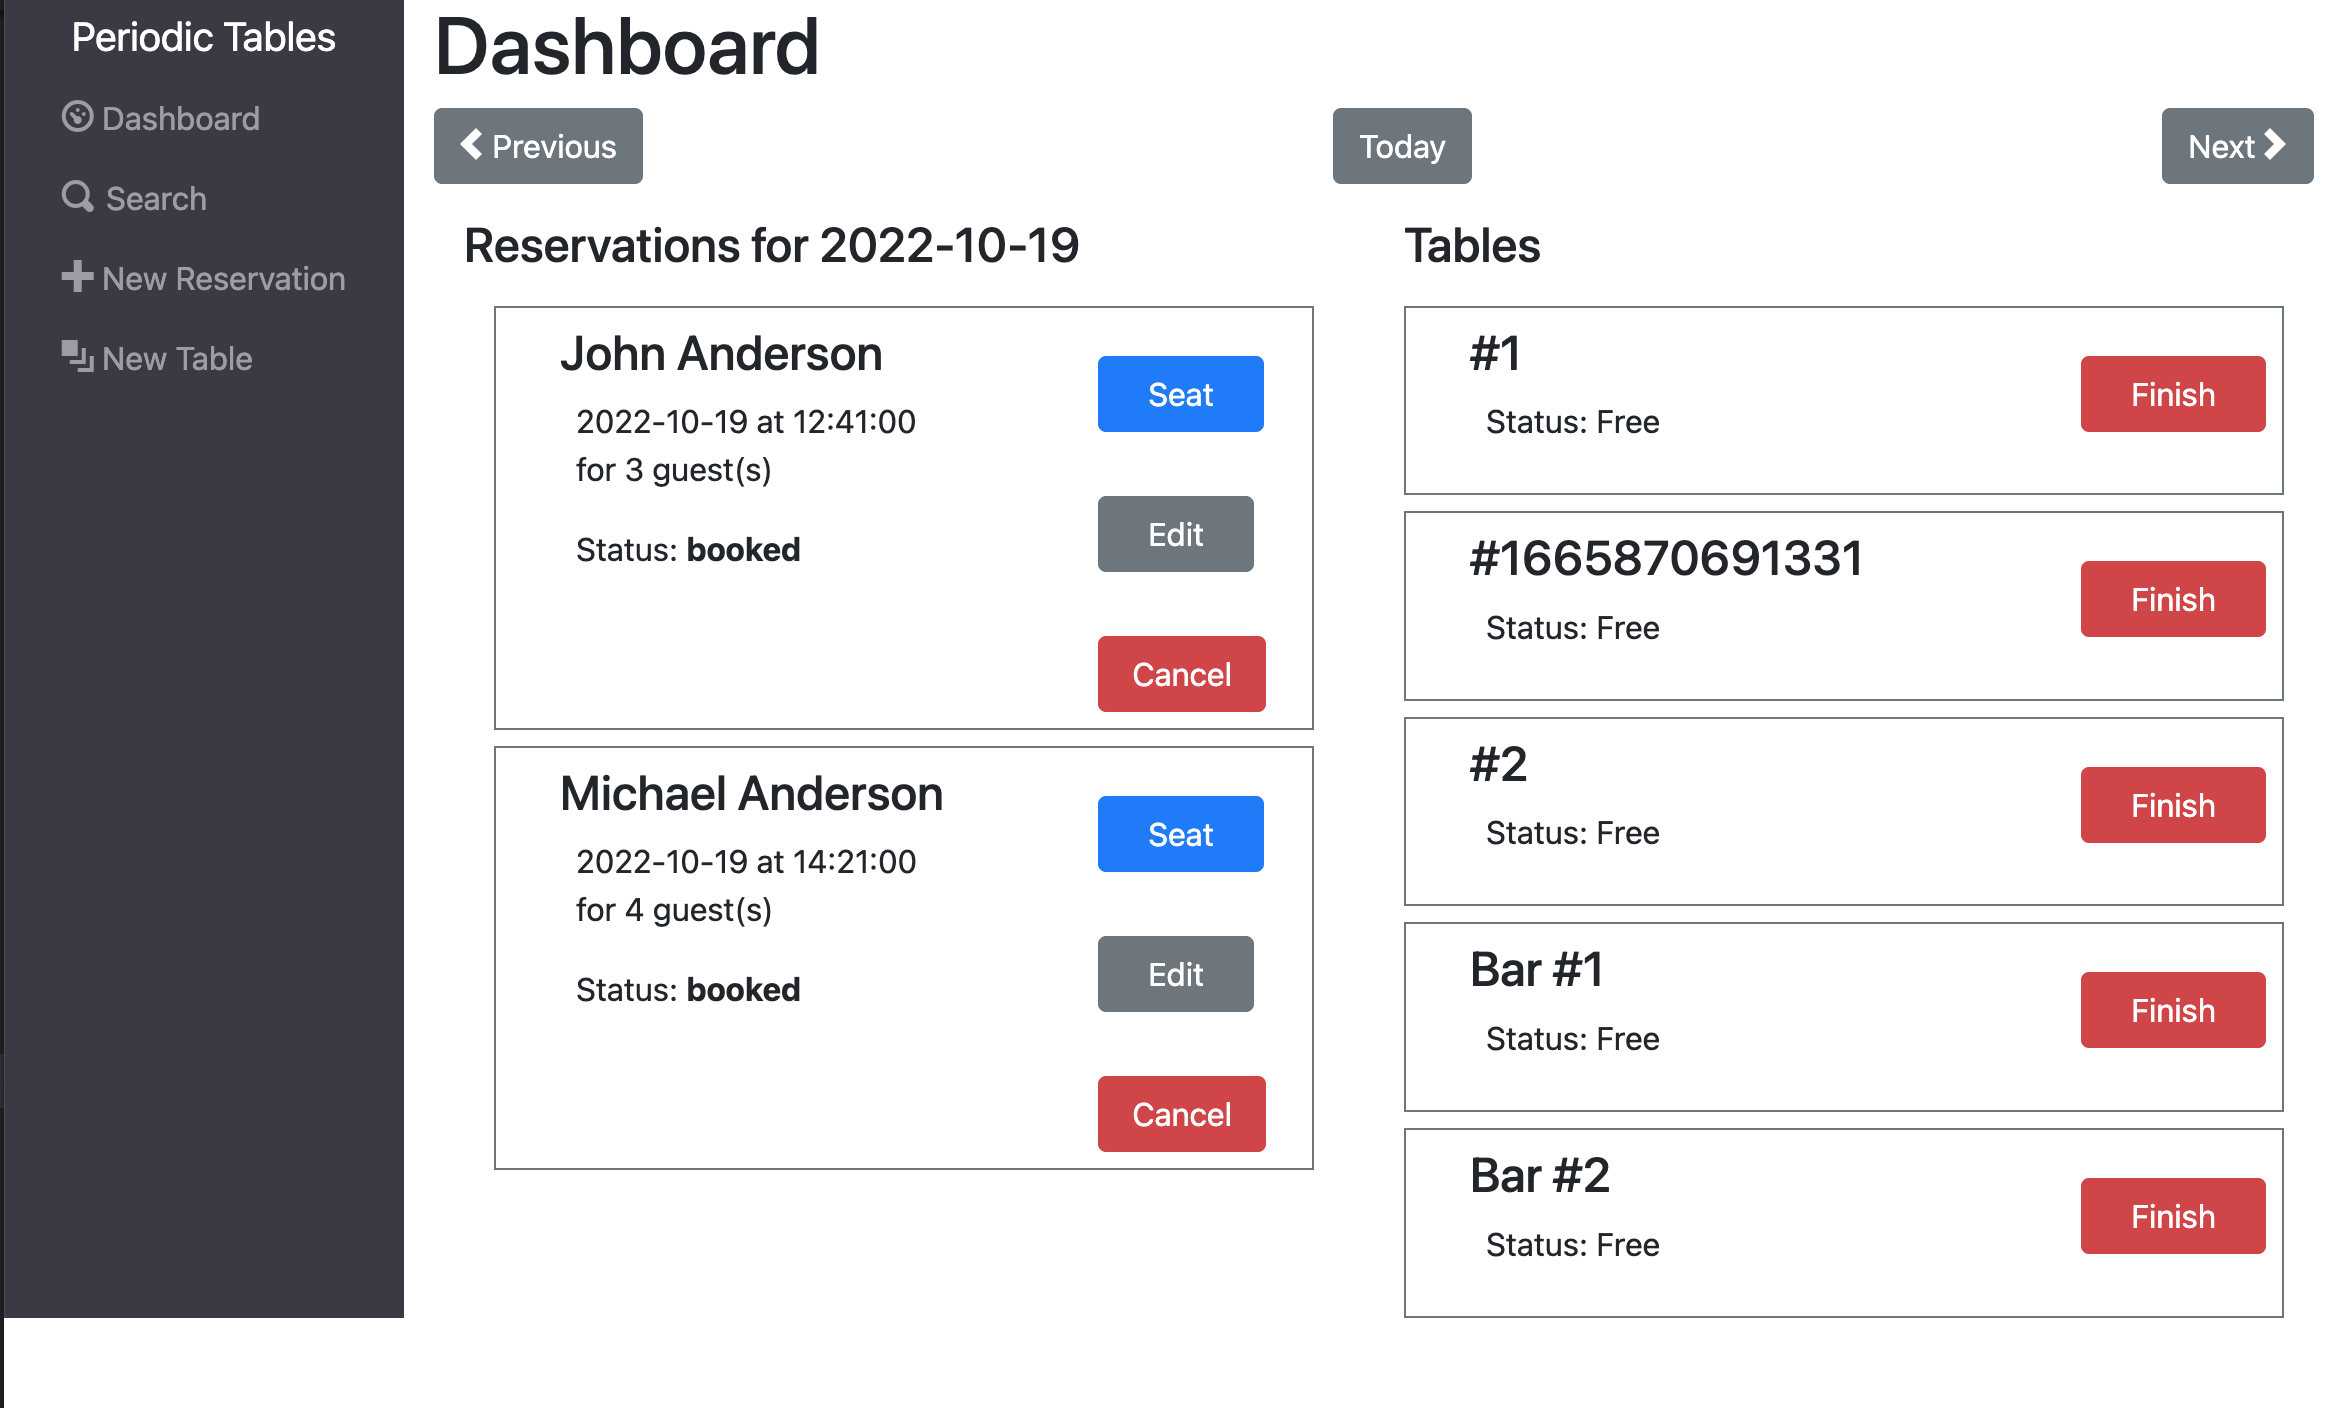 Periodic Tables
Dashboard
Search
New Reservation
New Table
Dashboard
Previous
Today
Next
Reservations for 2022-10-19
John Anderson
2022-10-19 at 12:41:00
for 3 guest(s)
Status: booked
Seat
Edit
Cancel
Michael Anderson
2022-10-19 at 14:21:00
for 4 guest(s)
Status: booked
Seat
Edit
Cancel
Tables
#1
Status: Free
Finish
#1665870691331
Status: Free
Finish
#2
Status: Free
Finish
Bar #1
Status: Free
Finish
Bar #2
Status: Free
Finish